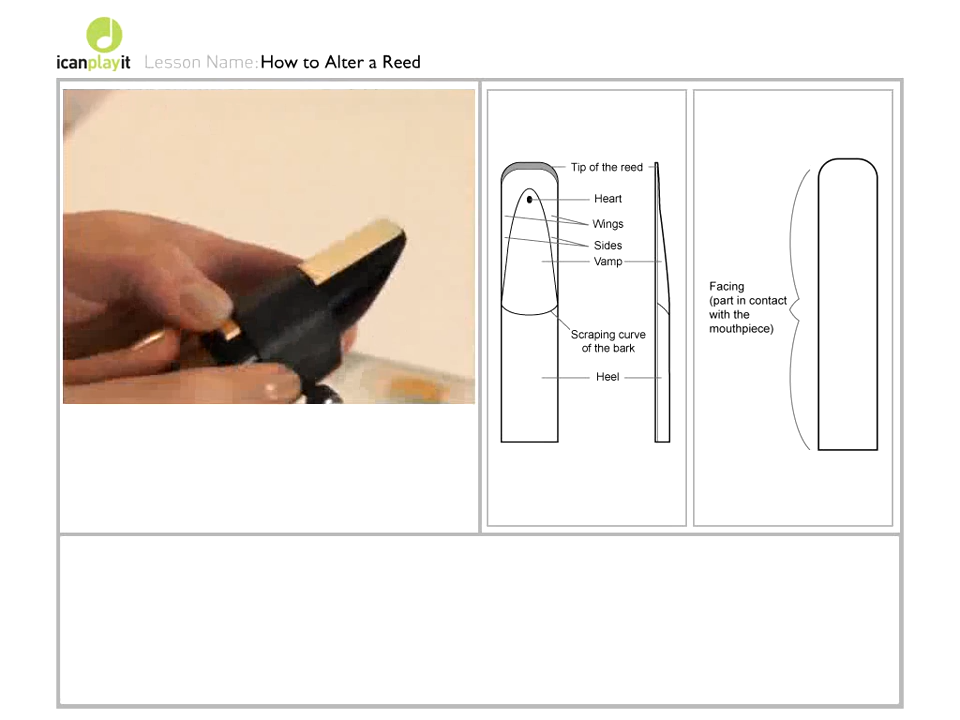 icanplayit Lesson Name: How to Alter a Reed
Tip of the reed
Heart
Wings
Sides
Vamp
Scraping curve
of the bark
Heel
Facing
(part in contact
with the
mouthpiece)